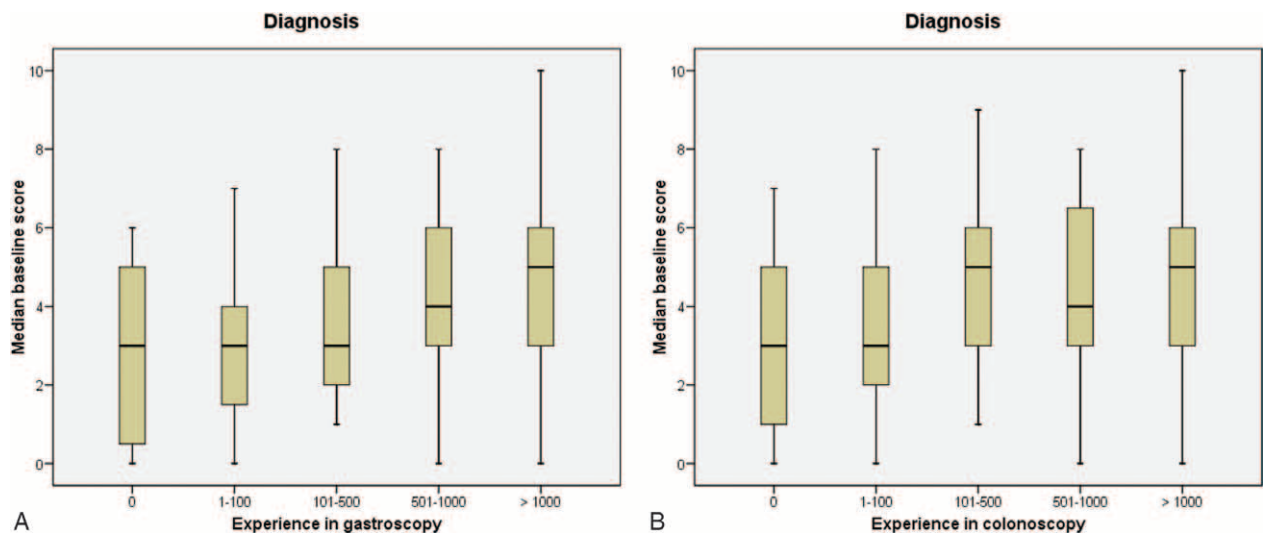 Diagnosis
Median baseline score
10
8
6
4
2
0
0 1-100 101-500 501-1000 > 1000
Experience in gastroscopy
A
Diagnosis
Median baseline score
10
8
6
4
2
0
0 1-100 101-500 501-1000 > 1000
Experience in colonoscopy
B